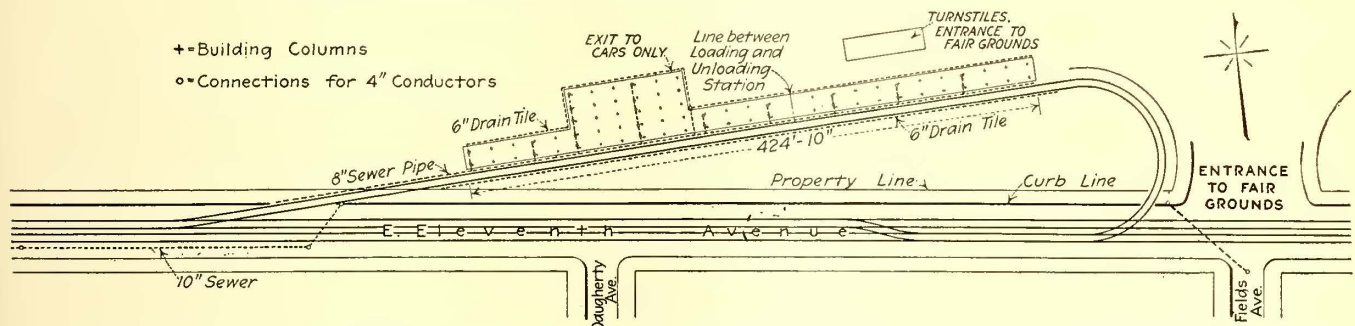 +=Building Columns
o=Connections for 4" Conductors
EXIT TO
CARS ONLY
Line between
Loading and
Unloading
Station
TURNSTILES,
ENTRANCE TO
FAIR GROUNDS
6" Drain Tile
8" Sewer Pipe
424'-10"
6" Drain Tile
Property Line
Curb Line
ENTRANCE
TO FAIR
GROUNDS
E. Eleventh Avenue
10" Sewer
Daugherty
Ave.
Fields
Ave.